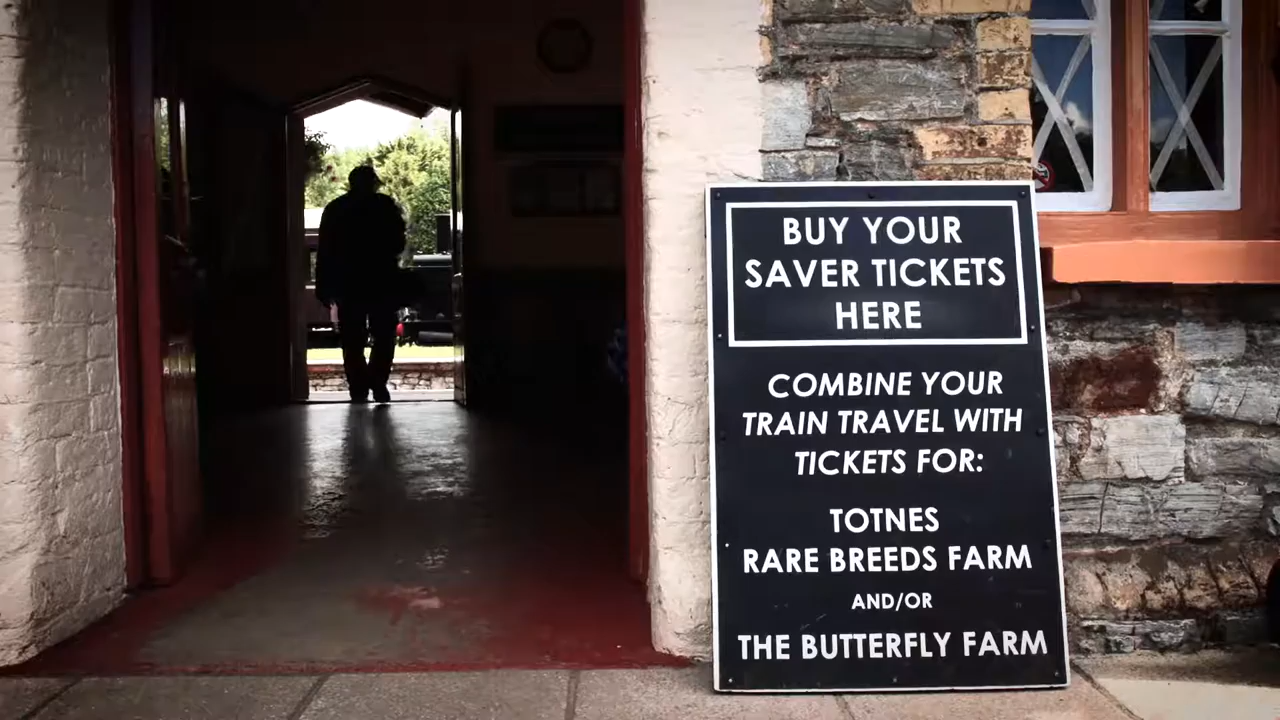 BUY YOUR
SAVER TICKETS
HERE
COMBINE YOUR
TRAIN TRAVEL WITH
TICKETS FOR:
TOTNES
RARE BREEDS FARM
AND/OR
THE BUTTERFLY FARM